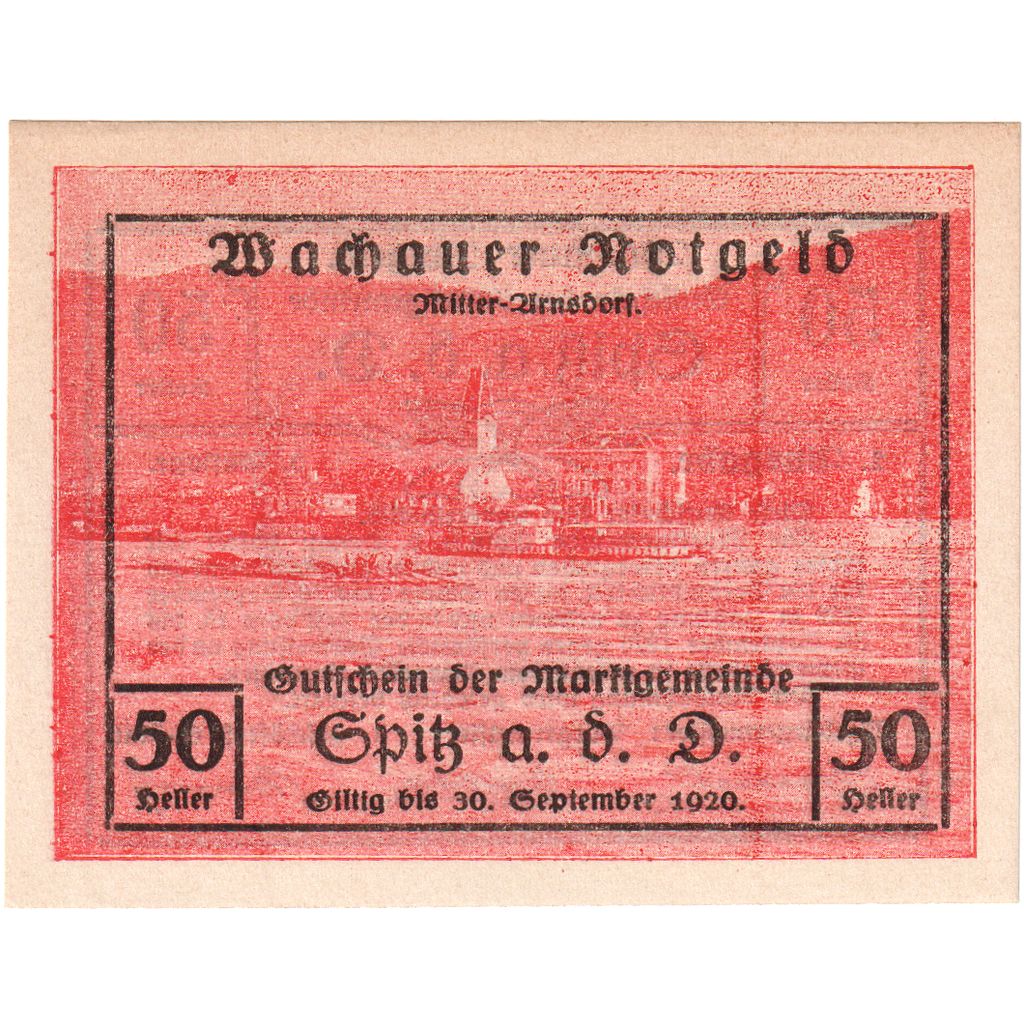 Wachauer Notgeld
Mitter-Arnsdorf.
Gutschein der Marktgemeinde
50 Heller
Spitz a. d. D.
50 Heller
Giltig bis 30. September 1920.